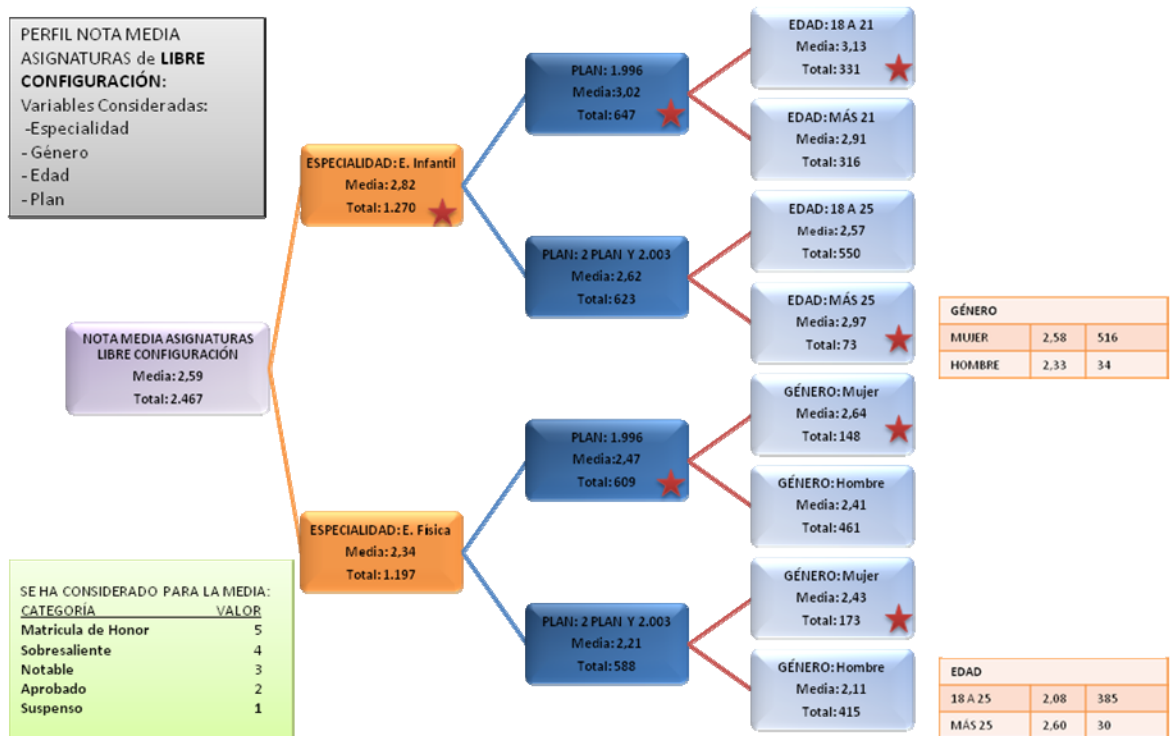 PERFIL NOTA MEDIA
ASIGNATURAS de LIBRE
CONFIGURACIÓN:
Variables Consideradas:
-Especialidad
- Género
- Edad
- Plan
NOTA MEDIA ASIGNATURAS
LIBRE CONFIGURACIÓN
Media: 2,59
Total: 2.467
ESPECIALIDAD: E. Infantil
Media: 2,82
Total: 1.270
ESPECIALIDAD: E. Física
Media: 2,34
Total: 1.197
PLAN: 1.996
Media:3,02
Total: 647
PLAN: 2 PLAN Y 2.003
Media: 2,62
Total: 623
PLAN: 1.996
Media:2,47
Total: 609
PLAN: 2 PLAN Y 2.003
Media: 2,21
Total: 588
EDAD: 18 A 21
Media: 3,13
Total: 331
EDAD: MÁS 21
Media: 2,91
Total: 316
EDAD: 18 A 25
Media: 2,57
Total: 550
EDAD: MÁS 25
Media: 2,97
Total: 73
GÉNERO: Mujer
Media: 2,64
Total: 148
GÉNERO: Hombre
Media: 2,41
Total: 461
GÉNERO: Mujer
Media: 2,43
Total: 173
GÉNERO: Hombre
Media: 2,11
Total: 415
GÉNERO
MUJER 2,58 516
HOMBRE 2,33 34
EDAD
18 A 25 2,08 385
MÁS 25 2,60 30
SE HA CONSIDERADO PARA LA MEDIA:
CATEGORÍA VALOR
Matricula de Honor 5
Sobresaliente 4
Notable 3
Aprobado 2
Suspenso 1